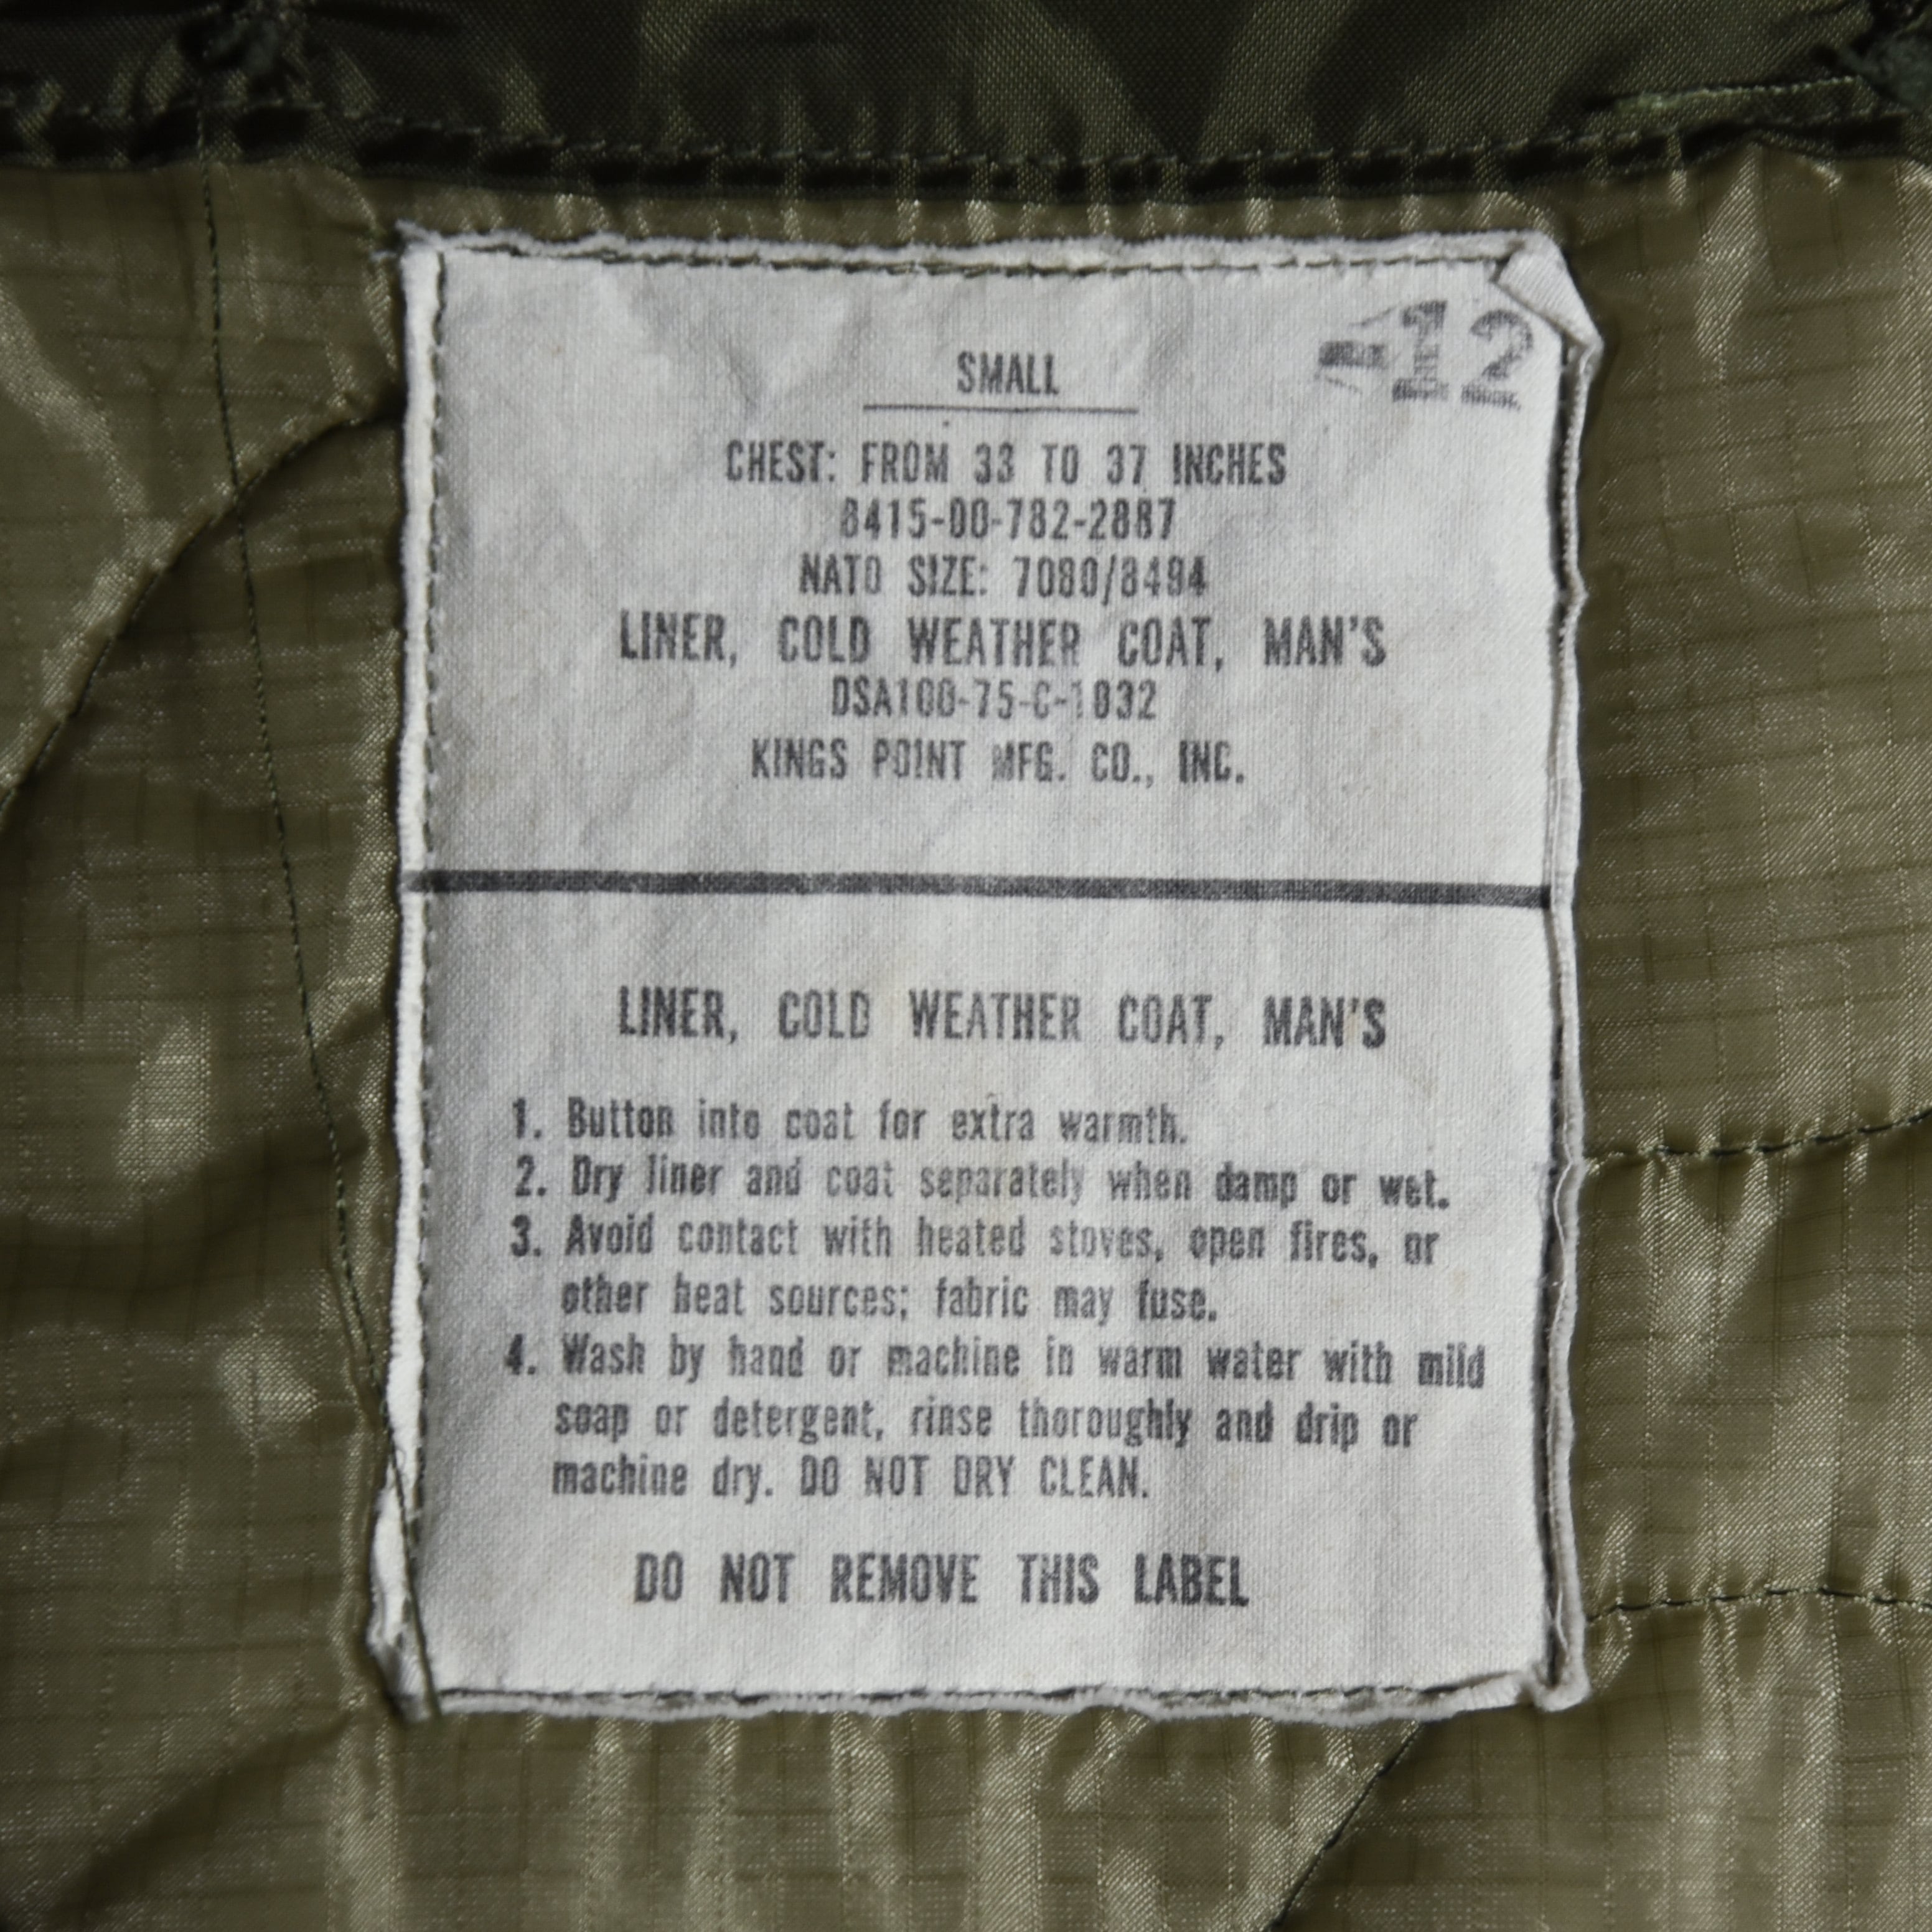 -12
SMALL
CHEST: FROM 33 TO 37 INCHES
8415-00-782-2887
NATO SIZE: 7080/8494
LINER, COLD WEATHER COAT, MAN'S
DSA100-75-C-1032
KINGS POINT MFG. CO., INC.
LINER, COLD WEATHER COAT, MAN'S
1. Button into coat for extra warmth.
2. Dry liner and coat separately when damp or wet.
3. Avoid contact with heated stoves, open fires, or
other heat sources; fabric may fuse.
4. Wash by hand or machine in warm water with mild
soap or detergent, rinse thoroughly and drip or
machine dry. DO NOT DRY CLEAN.
DO NOT REMOVE THIS LABEL